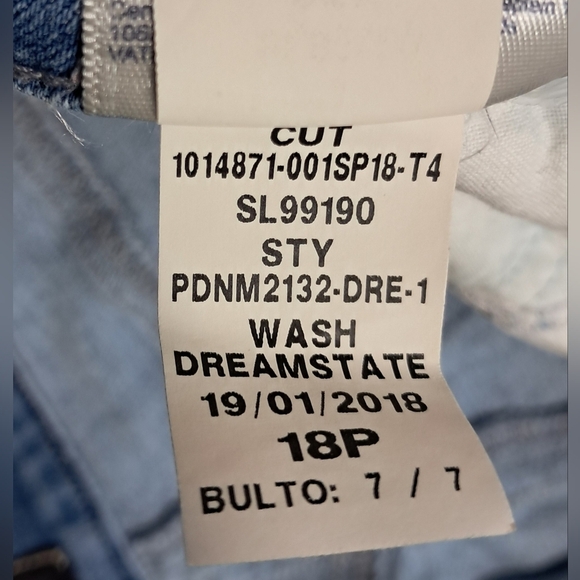 CUT
1014871-001SP18-T4
SL99190
STY
PDNM2132-DRE-1
WASH
DREAMSTATE
19/01/2018
18P
BULTO: 7 / 7